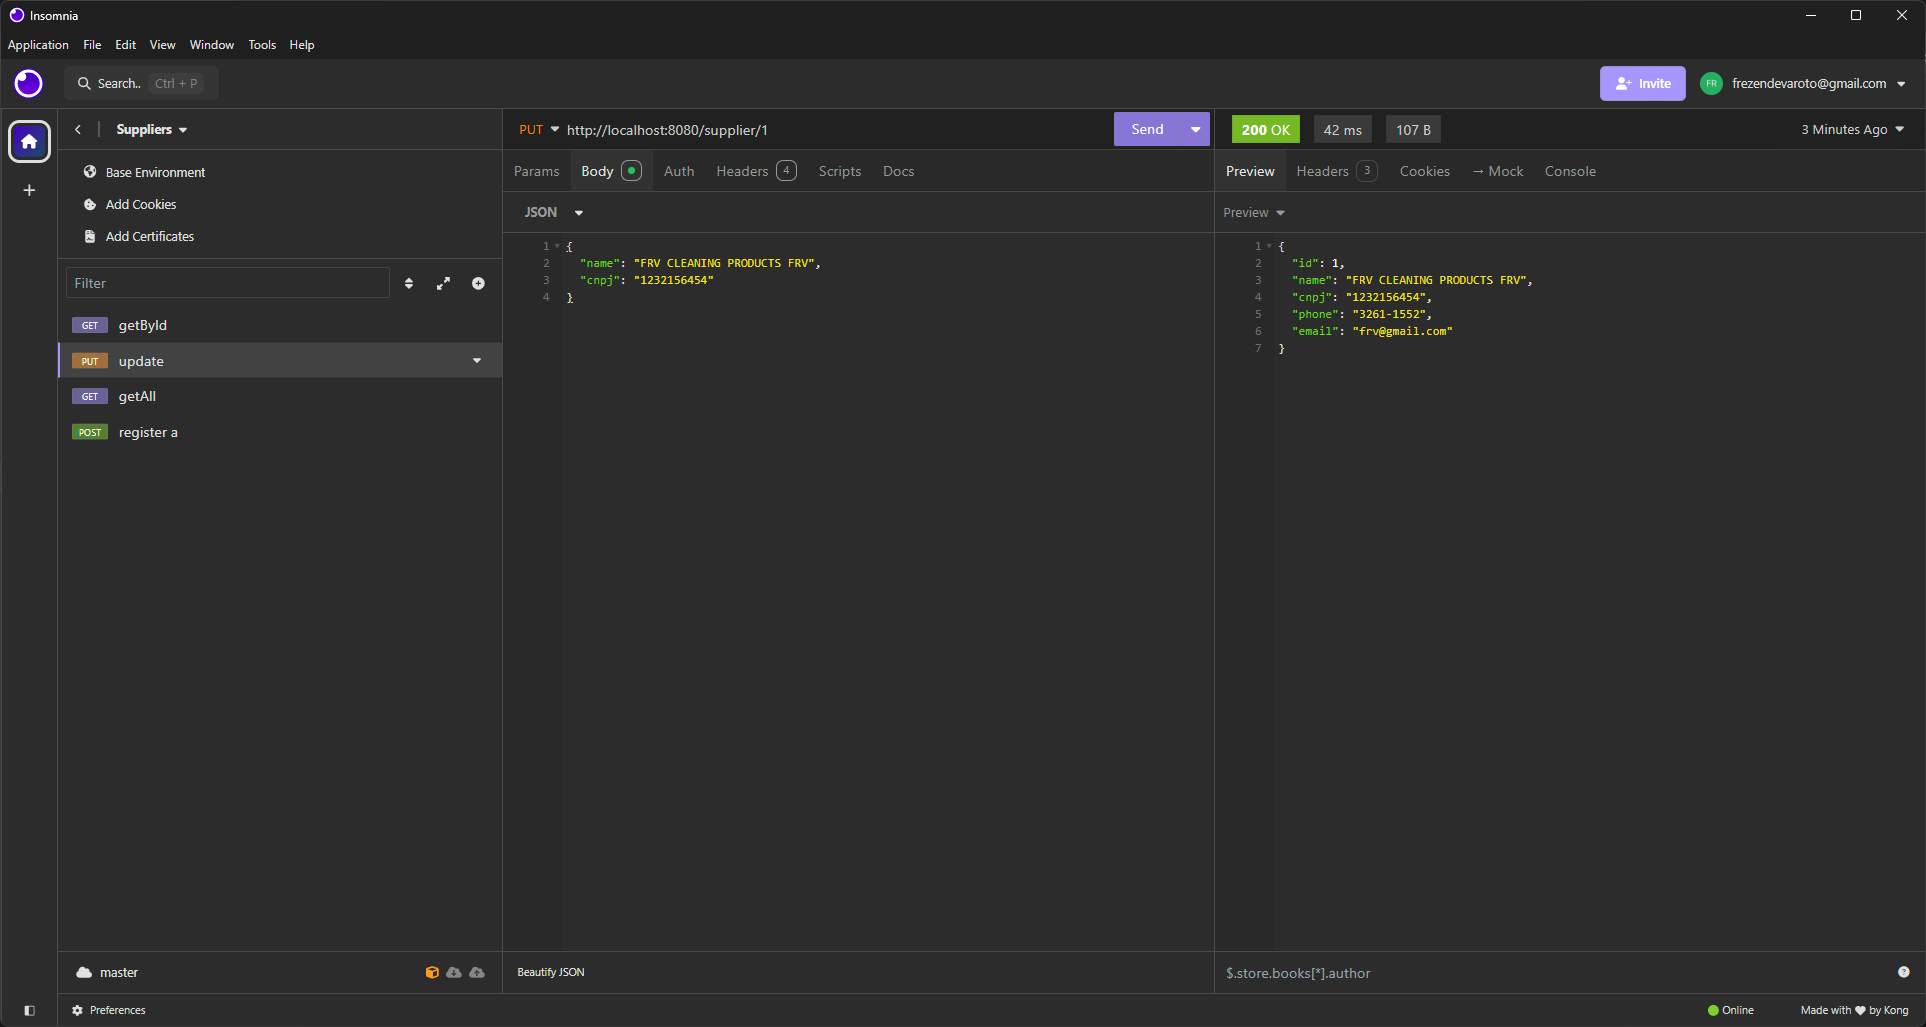 Insomnia
Application File Edit View Window Tools Help
Search.. Ctrl + P
Invite
FR frezendevaroto@gmail.com
Suppliers
Base Environment
Add Cookies
Add Certificates
Filter
GET getById
PUT update
GET getAll
POST register a
master
Preferences
PUT http://localhost:8080/supplier/1
Send
Params Body Auth Headers 4 Scripts Docs
JSON
1 {
2 "name": "FRV CLEANING PRODUCTS FRV",
3 "cnpj": "1232156454"
4 }
Beautify JSON
200 OK 42 ms 107 B 3 Minutes Ago
Preview Headers 3 Cookies → Mock Console
Preview
1 {
2 "id": 1,
3 "name": "FRV CLEANING PRODUCTS FRV",
4 "cnpj": "1232156454",
5 "phone": "3261-1552",
6 "email": "frv@gmail.com"
7 }
$.store.books[*].author
Online
Made with ♥ by Kong